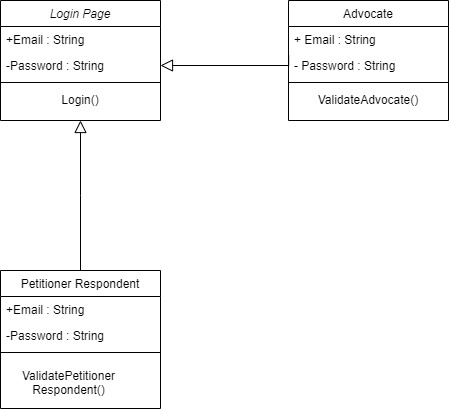 Login Page
+Email : String
-Password : String
Login()
Advocate
+ Email : String
- Password : String
ValidateAdvocate()
Petitioner Respondent
+Email : String
-Password : String
ValidatePetitioner
Respondent()